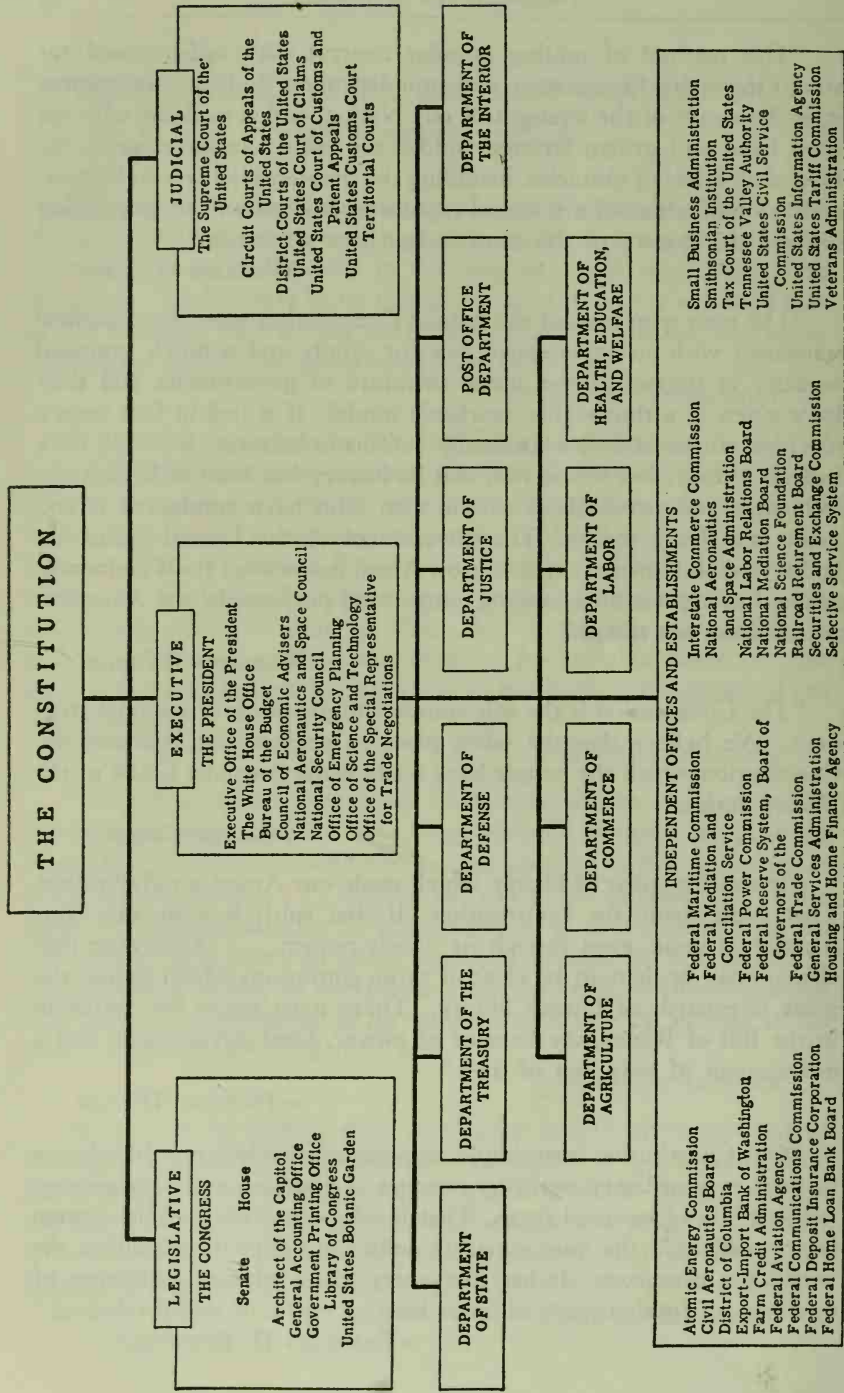 THE CONSTITUTION
LEGISLATIVE
THE CONGRESS
Senate House
Architect of the Capitol
General Accounting Office
Government Printing Office
Library of Congress
United States Botanic Garden
EXECUTIVE
THE PRESIDENT
Executive Office of the President
The White House Office
Bureau of the Budget
Council of Economic Advisers
National Aeronautics and Space Council
National Security Council
Office of Emergency Planning
Office of Science and Technology
Office of the Special Representative
for Trade Negotiations
JUDICIAL
The Supreme Court of the
United States
Circuit Courts of Appeals of the
United States
District Courts of the United States
United States Court of Claims
United States Court of Customs and
Patent Appeals
United States Customs Court
Territorial Courts
DEPARTMENT
OF STATE
DEPARTMENT OF THE
TREASURY
DEPARTMENT OF
DEFENSE
DEPARTMENT OF
JUSTICE
POST OFFICE
DEPARTMENT
DEPARTMENT OF
THE INTERIOR
DEPARTMENT OF
AGRICULTURE
DEPARTMENT OF
COMMERCE
DEPARTMENT OF
LABOR
DEPARTMENT OF
HEALTH, EDUCATION,
AND WELFARE
INDEPENDENT OFFICES AND ESTABLISHMENTS
Atomic Energy Commission
Civil Aeronautics Board
District of Columbia
Export-Import Bank of Washington
Farm Credit Administration
Federal Aviation Agency
Federal Communications Commission
Federal Deposit Insurance Corporation
Federal Home Loan Bank Board
Federal Maritime Commission
Federal Mediation and
Conciliation Service
Federal Power Commission
Federal Reserve System, Board of
Governors of the
Federal Trade Commission
General Services Administration
Housing and Home Finance Agency
Interstate Commerce Commission
National Aeronautics
and Space Administration
National Labor Relations Board
National Mediation Board
National Science Foundation
Railroad Retirement Board
Securities and Exchange Commission
Selective Service System
Small Business Administration
Smithsonian Institution
Tax Court of the United States
Tennessee Valley Authority
United States Civil Service
Commission
United States Information Agency
United States Tariff Commission
Veterans Administration